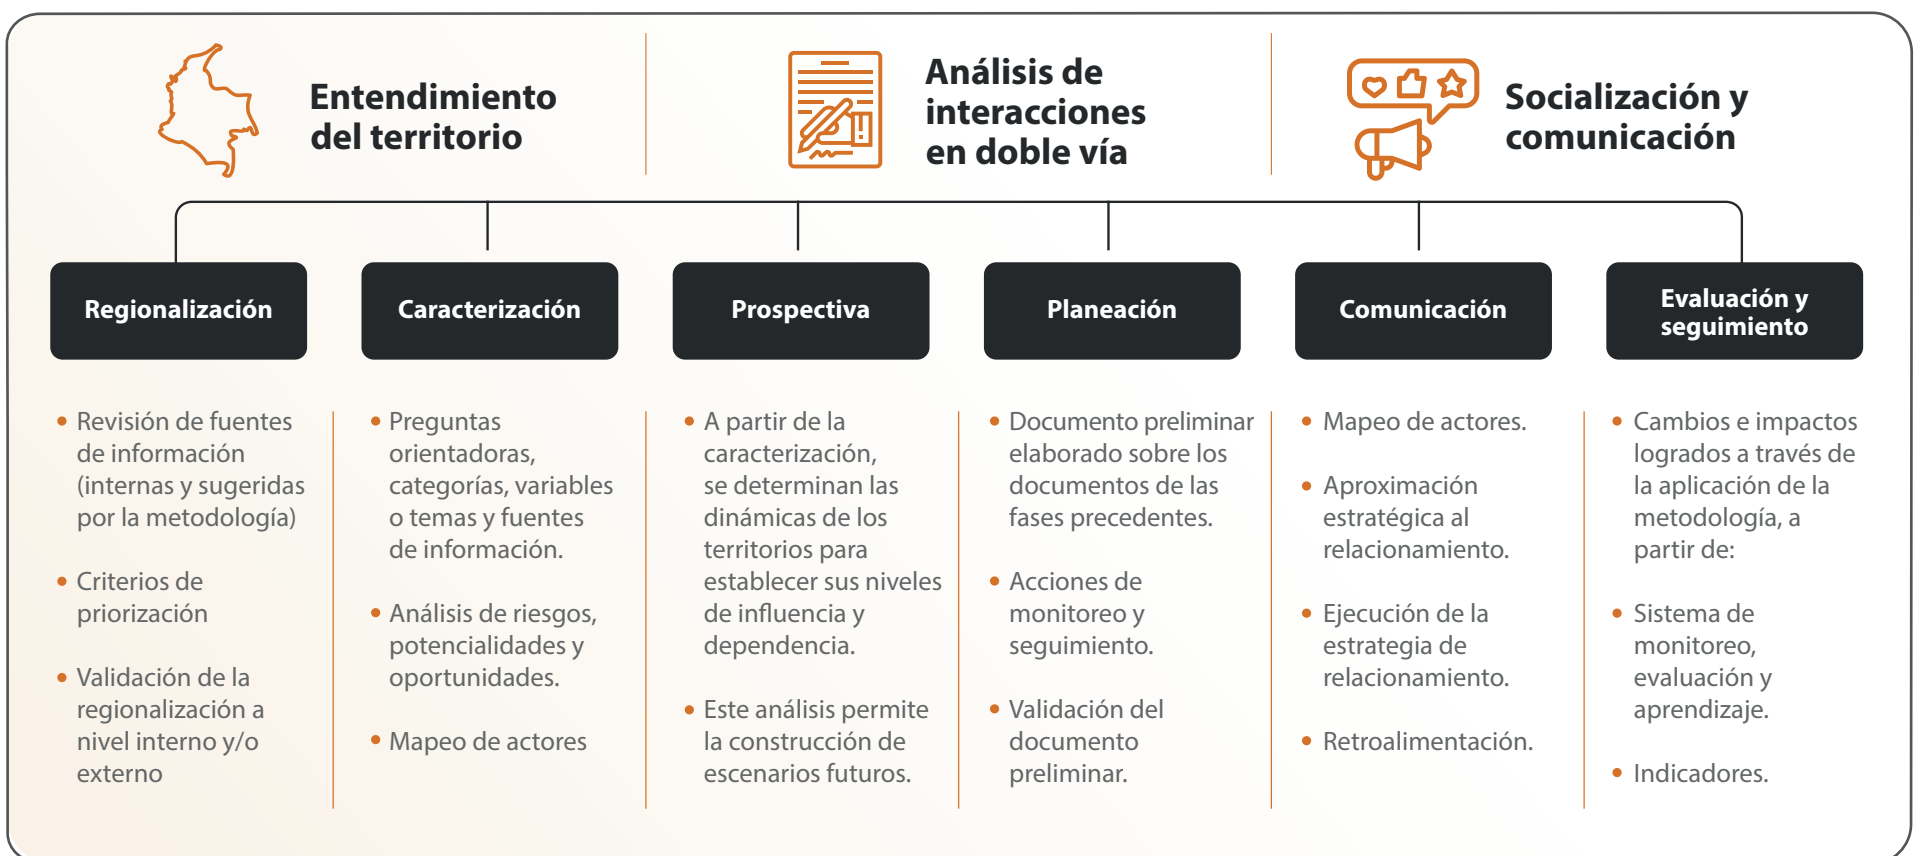 Entendimiento
del territorio
Análisis de
interacciones
en doble vía
Socialización y
comunicación
Regionalización
Caracterización
Prospectiva
Planeación
Comunicación
Evaluación y
seguimiento
• Revisión de fuentes
de información
(internas y sugeridas
por la metodología)
• Criterios de
priorización
• Validación de la
regionalización a
nivel interno y/o
externo
• Preguntas
orientadoras,
categorías, variables
o temas y fuentes
de información.
• Análisis de riesgos,
potencialidades y
oportunidades.
• Mapeo de actores
• A partir de la
caracterización,
se determinan las
dinámicas de los
territorios para
establecer sus niveles
de influencia y
dependencia.
• Este análisis permite
la construcción de
escenarios futuros.
• Documento preliminar
elaborado sobre los
documentos de las
fases precedentes.
• Acciones de
monitoreo y
seguimiento.
• Validación del
documento
preliminar.
• Mapeo de actores.
• Aproximación
estratégica al
relacionamiento.
• Ejecución de la
estrategia de
relacionamiento.
• Retroalimentación.
• Cambios e impactos
logrados a través de
la aplicación de la
metodología, a
partir de:
• Sistema de
monitoreo,
evaluación y
aprendizaje.
• Indicadores.